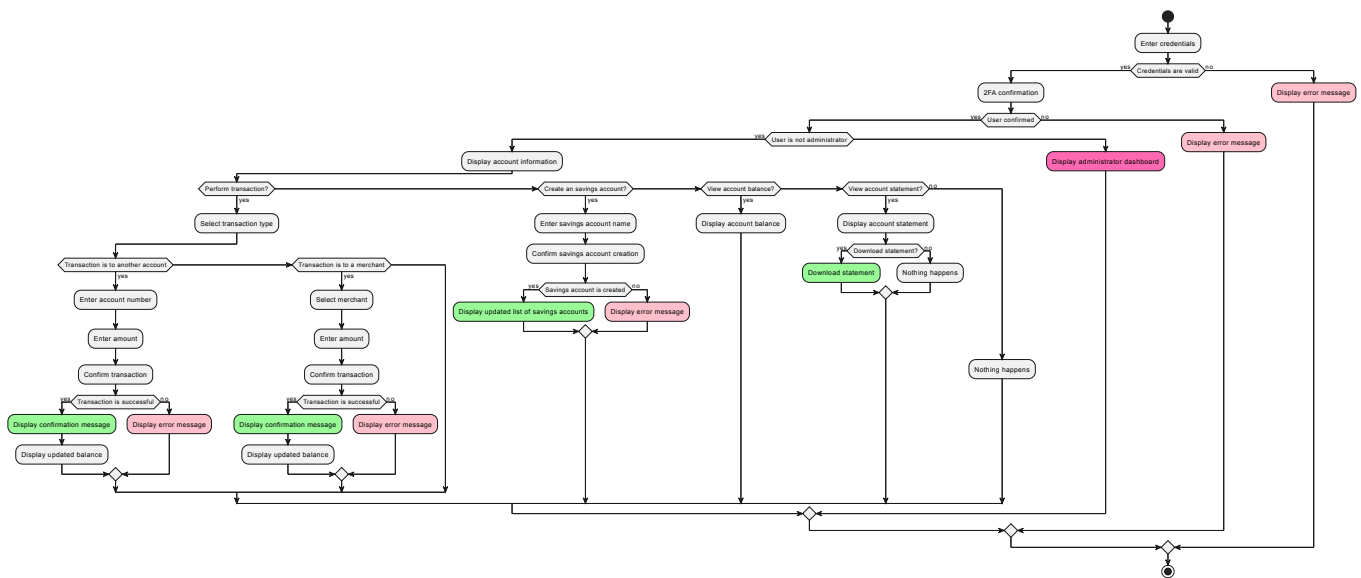 Enter credentials
yes
Credentials are valid
no
2FA confirmation
Display error message
yes
User confirmed
no
yes
User is not administrator
Display error message
Display account information
Display administrator dashboard
Perform transaction?
yes
Create an savings account?
yes
View account balance?
yes
View account statement?
no
yes
Select transaction type
Enter savings account name
Display account balance
Display account statement
Confirm savings account creation
yes
Download statement?
no
Transaction is to another account
yes
Transaction is to a merchant
yes
Download statement
Nothing happens
yes
Savings account is created
no
Enter account number
Select merchant
Display updated list of savings accounts
Display error message
Enter amount
Enter amount
Confirm transaction
Confirm transaction
Nothing happens
yes
Transaction is successful
no
yes
Transaction is successful
no
Display confirmation message
Display error message
Display confirmation message
Display error message
Display updated balance
Display updated balance